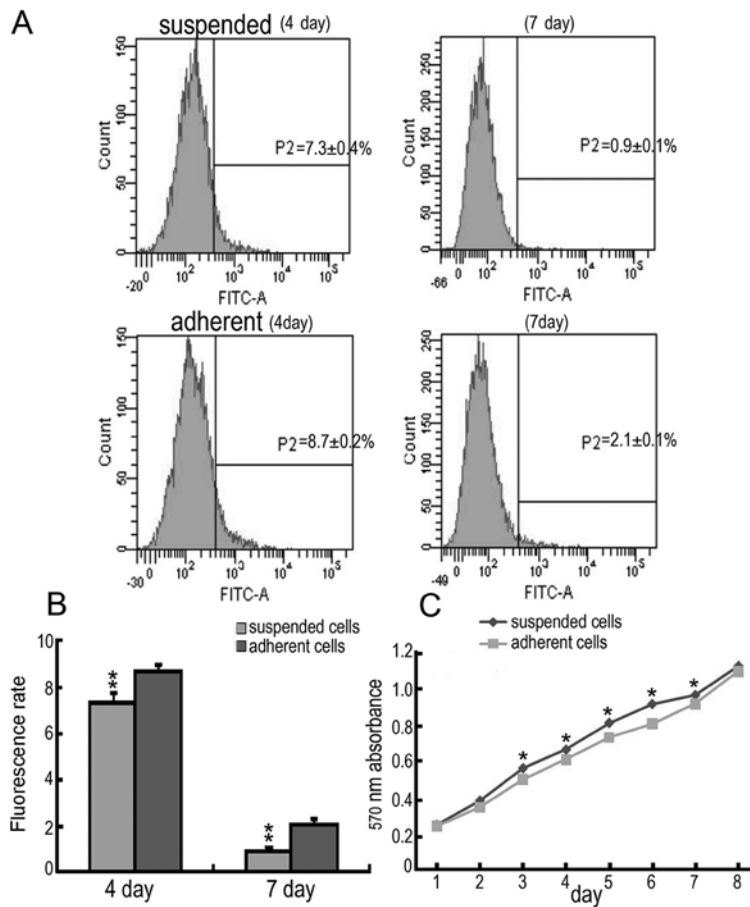 A
suspended (4 day)
(7 day)
150
100
50
0
Count
P2=7.3±0.4%
-20 0 10² 10³ 10⁴ 10⁵
FITC-A
250
200
150
100
50
0
Count
P2=0.9±0.1%
-66 0 10² 10³ 10⁴ 10⁵
FITC-A
adherent (4day)
(7day)
150
100
50
0
Count
P2=8.7±0.2%
-30 0 10² 10³ 10⁴ 10⁵
FITC-A
250
200
150
100
50
0
Count
P2=2.1±0.1%
-49 0 10² 10³ 10⁴ 10⁵
FITC-A
B
suspended cells
adherent cells
10
8
6
4
2
0
Fluorescence rate
**
**
4 day 7 day
C
suspended cells
adherent cells
1.2
1.0
0.8
0.4
0.2
570 nm absorbance
* * * * *
1 2 3 4 5 6 7 8
day